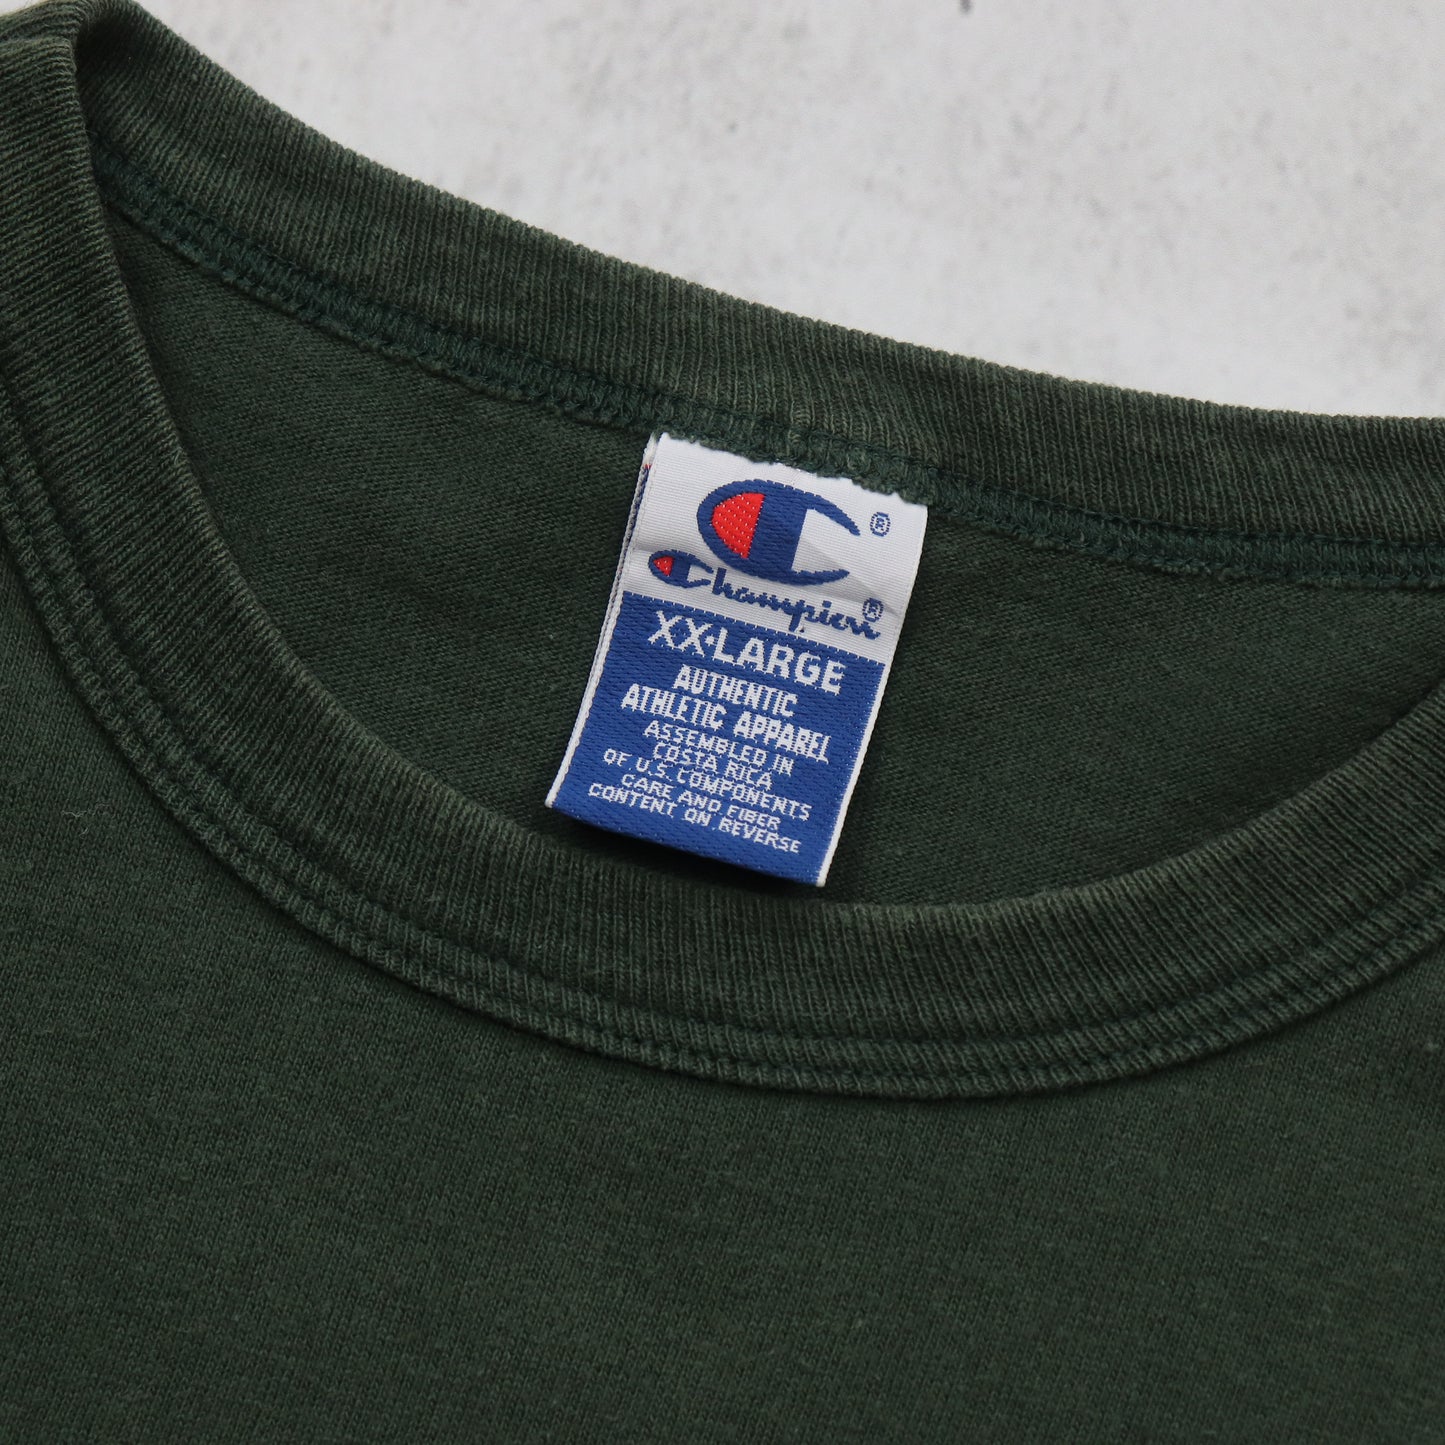 C®
Champion®
XX-LARGE
AUTHENTIC
ATHLETIC APPAREL
ASSEMBLED IN
COSTA RICA
OF U.S. COMPONENTS
CARE AND FIBER
CONTENT ON REVERSE